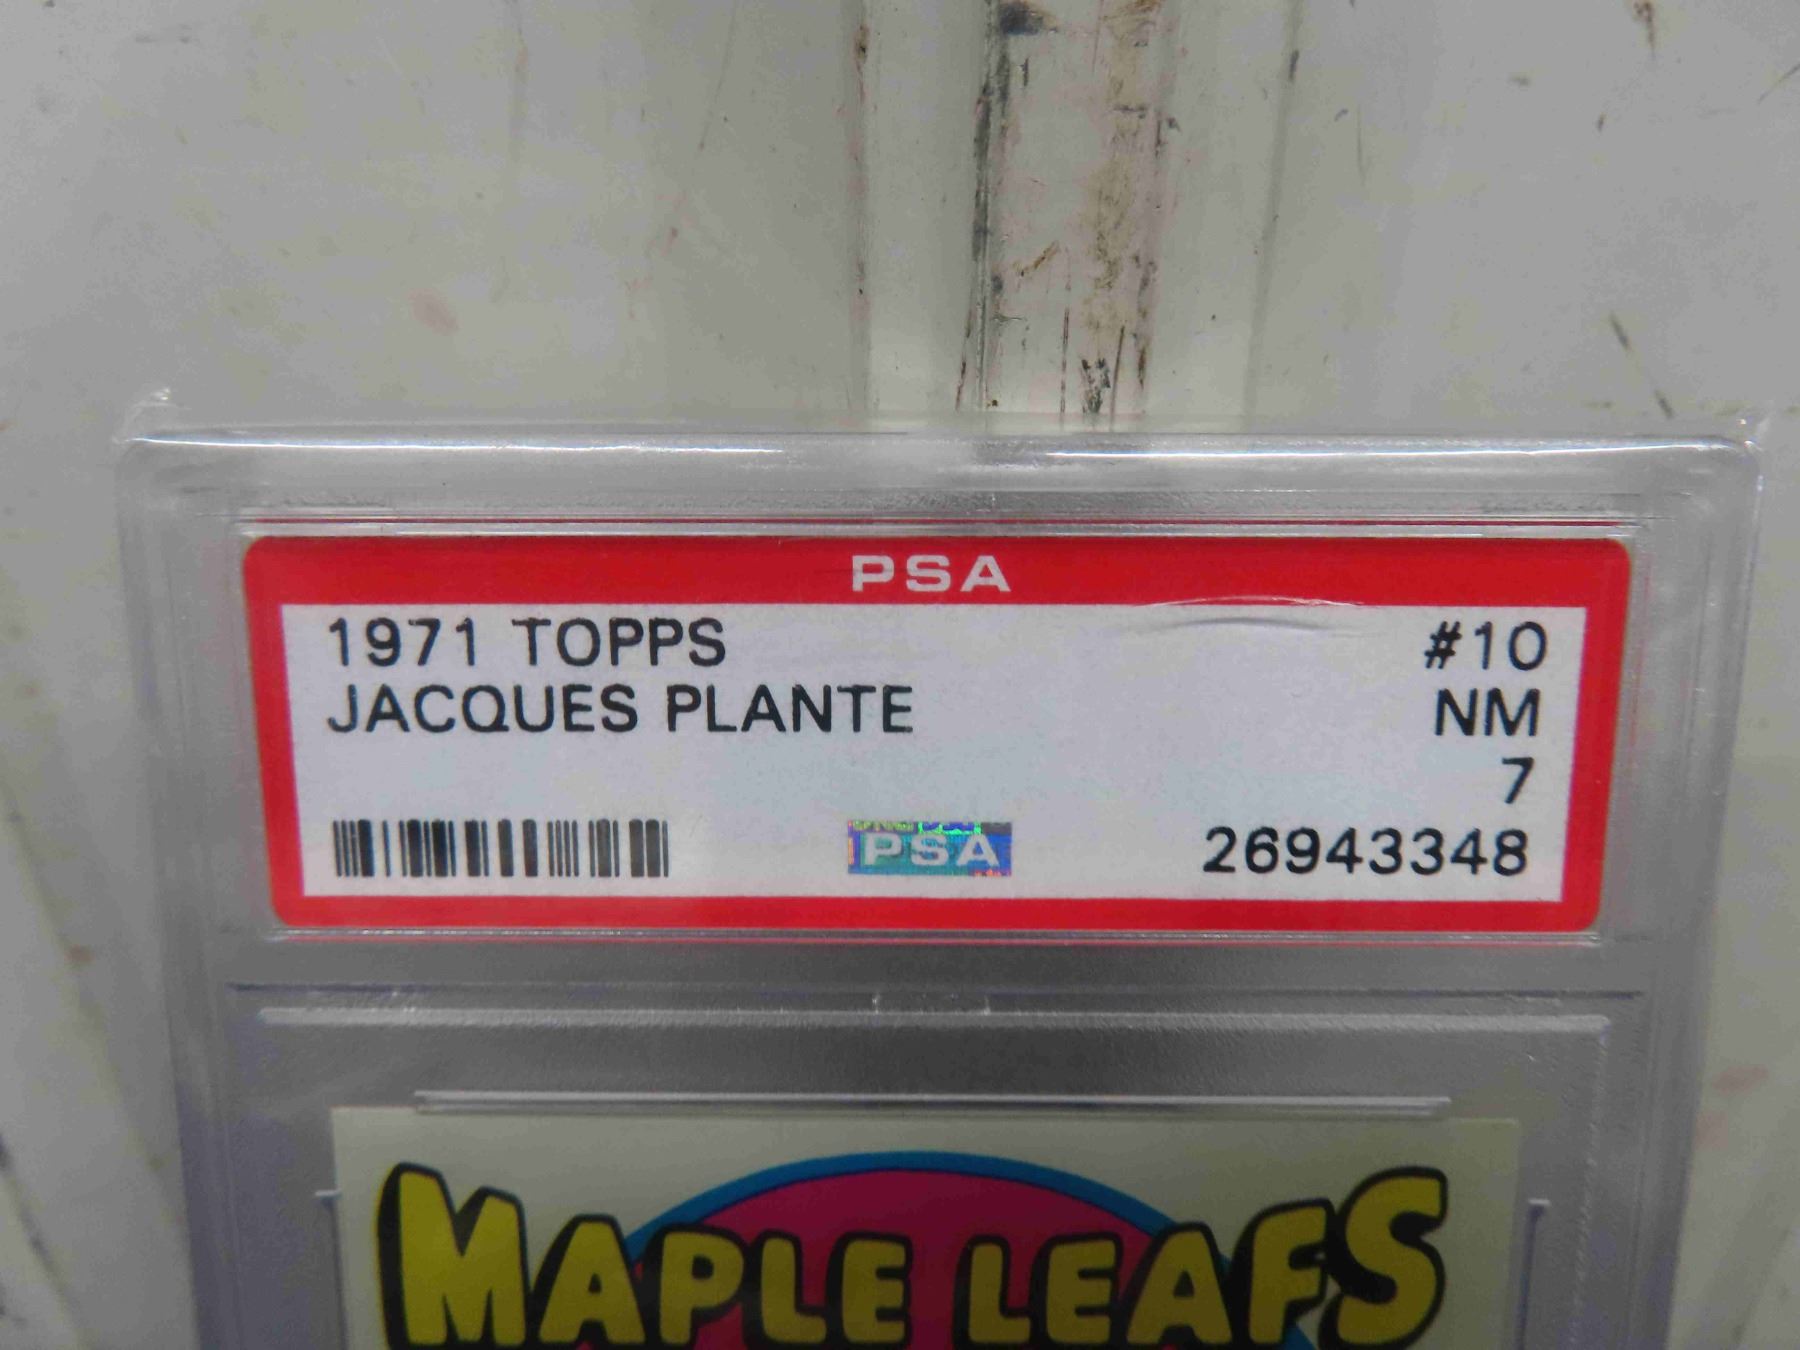 PSA
1971 TOPPS #10
JACQUES PLANTE NM
7
PSA 26943348
MAPLE LEAFS